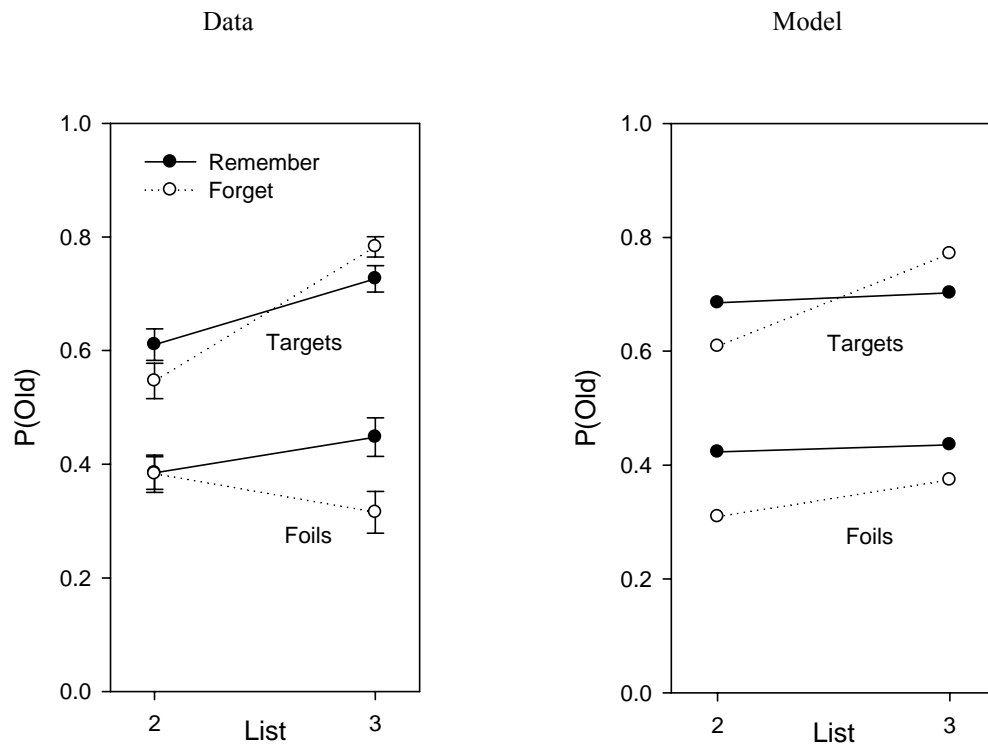 Data
Model
1.0
0.8
0.6
0.4
0.2
0.0
P(Old)
Remember
Forget
Targets
Foils
2
3
List
1.0
0.8
0.6
0.4
0.2
0.0
P(Old)
Targets
Foils
2
3
List